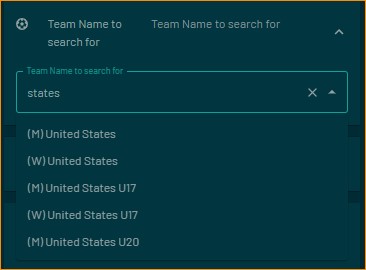 Team Name to search for
Team Name to
search for
Team Name to search for
states
(M) United States
(W) United States
(M) United States U17
(W) United States U17
(M) United States U20